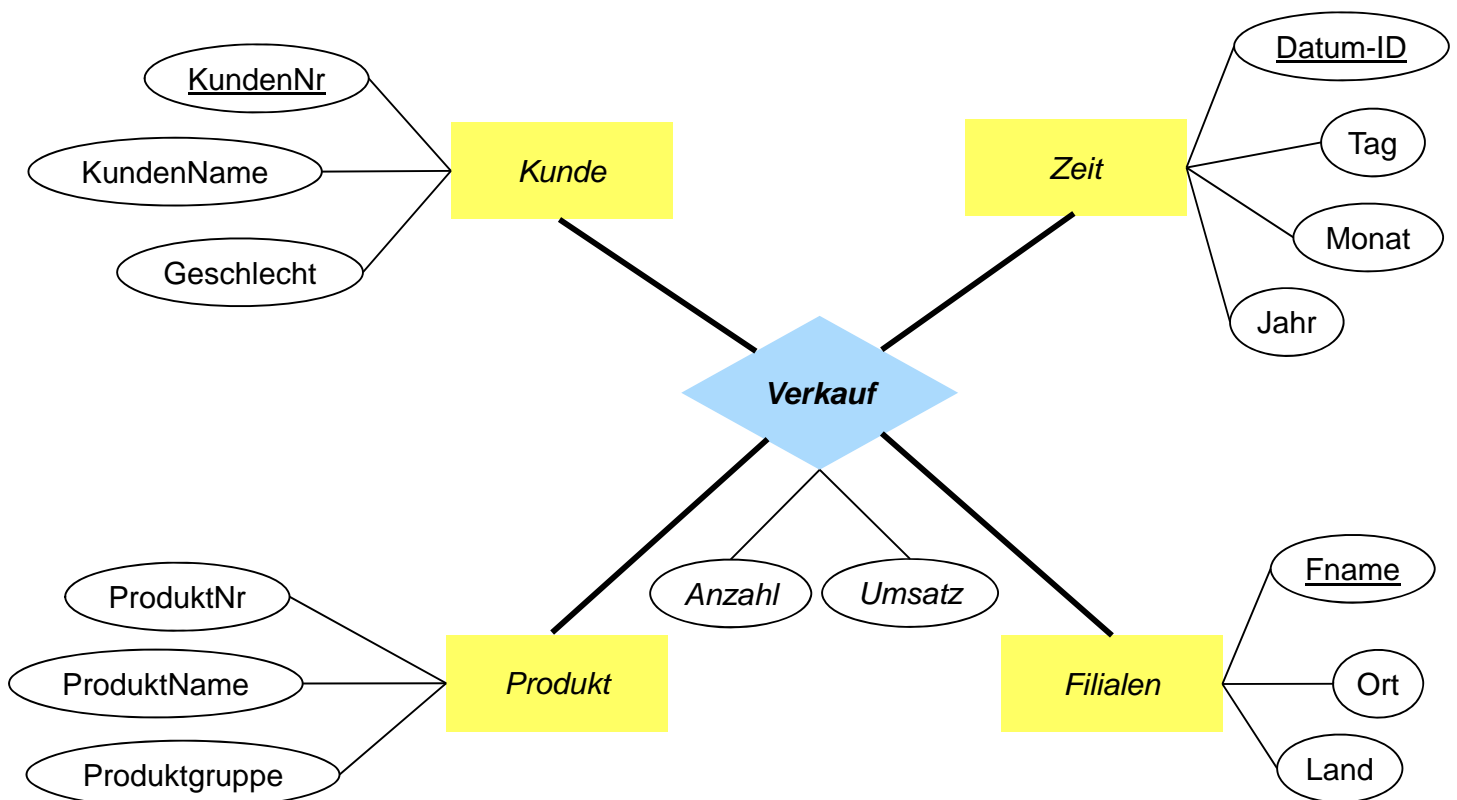 KundenNr
KundenName
Geschlecht
Kunde
Zeit
Datum-ID
Tag
Monat
Jahr
Verkauf
Anzahl
Umsatz
ProduktNr
ProduktName
Produktgruppe
Produkt
Filialen
Fname
Ort
Land